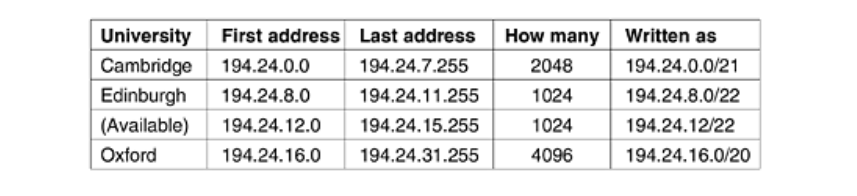 University First address Last address How many Written as
Cambridge 194.24.0.0 194.24.7.255 2048 194.24.0.0/21
Edinburgh 194.24.8.0 194.24.11.255 1024 194.24.8.0/22
(Available) 194.24.12.0 194.24.15.255 1024 194.24.12/22
Oxford 194.24.16.0 194.24.31.255 4096 194.24.16.0/20